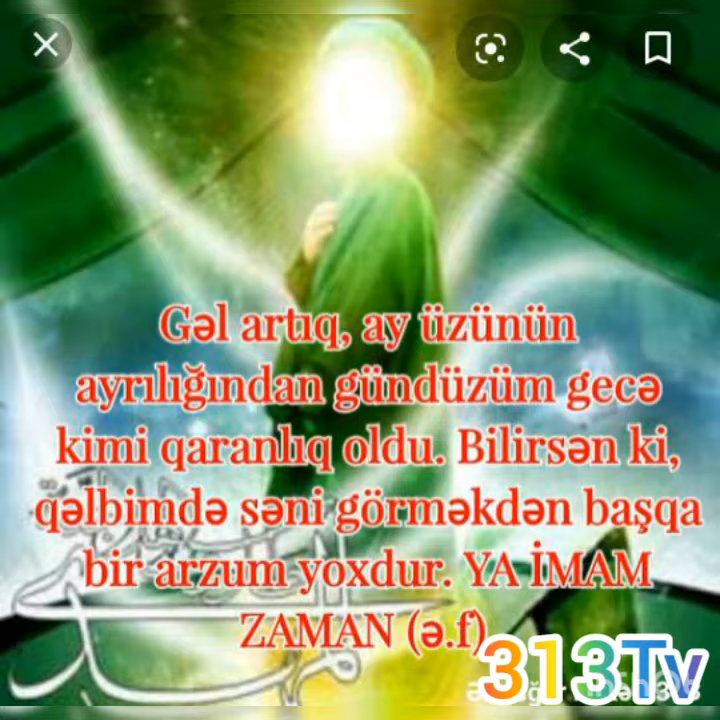 Gəl artıq, ay üzünün
ayrılığından gündüzüm gecə
kimi qaranlıq oldu. Bilirsən ki,
qəlbimdə səni görməkdən başqa
bir arzum yoxdur. YA İMAM
ZAMAN (ə.f)
313Tv